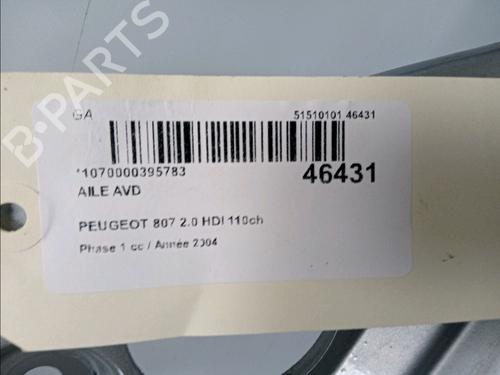 B-PARTS
GA 51510101 46431
*1070000395783 46431
AILE AVD
PEUGEOT 807 2.0 HDI 110ch
Phase 1 cc / Année 2004